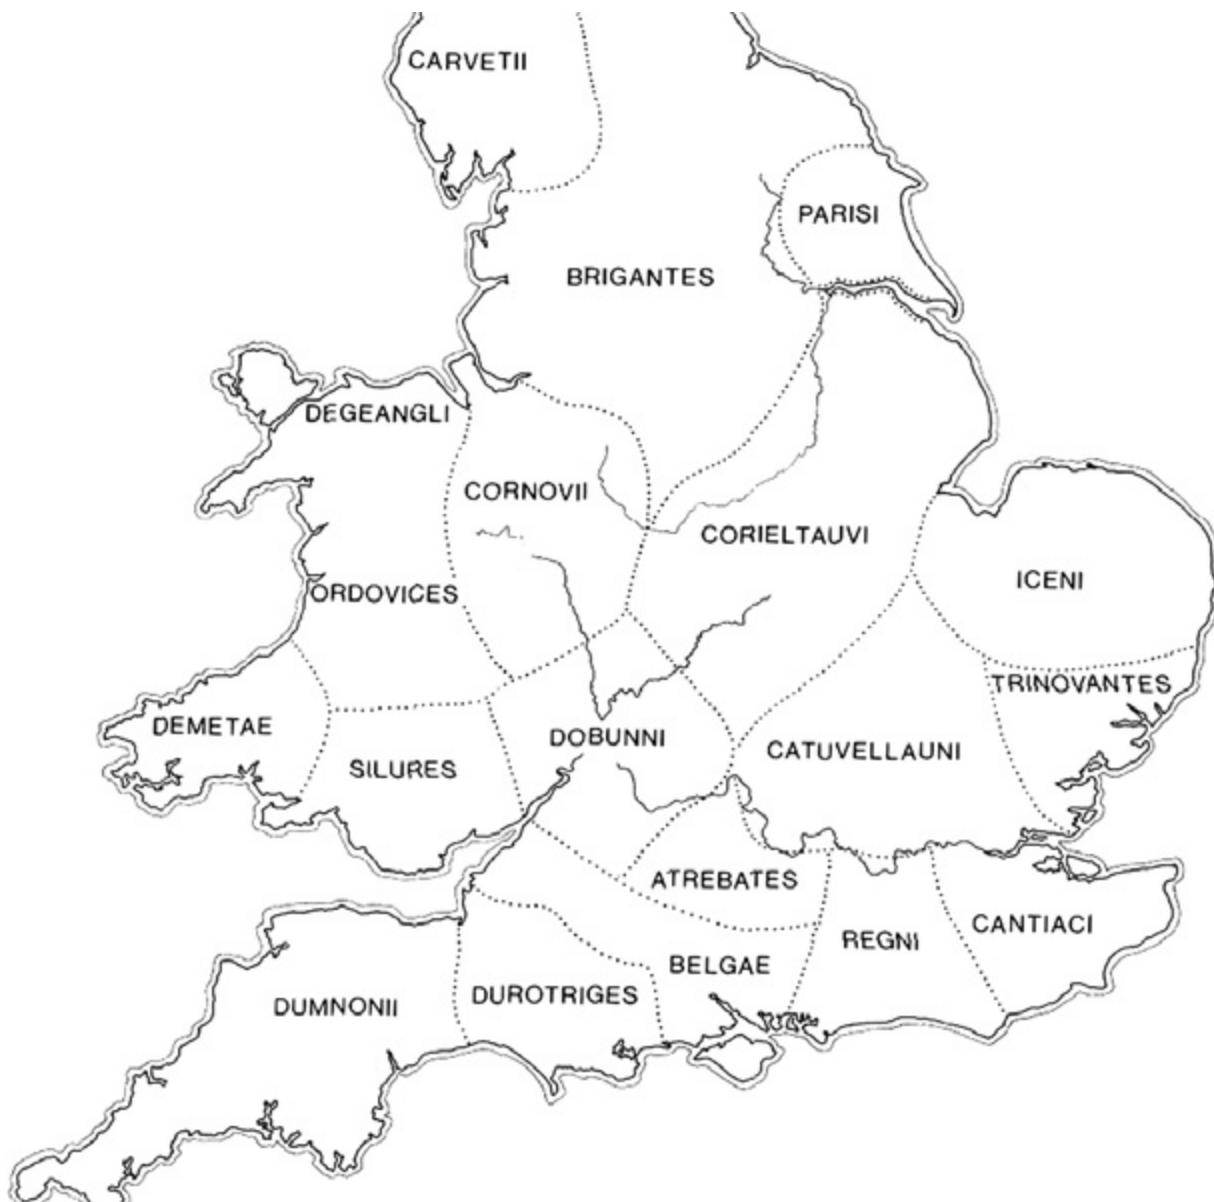 CARVETII
PARISI
BRIGANTES
DEGEANGLI
CORNOVII
CORIELTAUVI
ICENI
ORDOVICES
TRINOVANTES
DEMETAE
DOBUNNI
CATUVELLAUNI
SILURES
ATREBATES
CANTIACI
REGNI
BELGAE
DUROTRIGES
DUMNONII